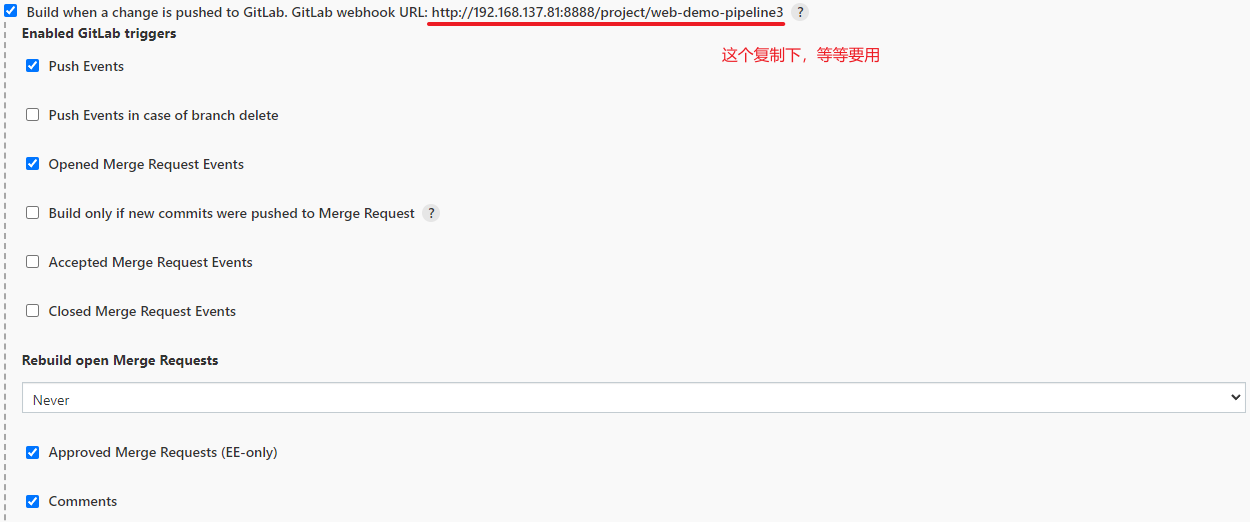 Build when a change is pushed to GitLab. GitLab webhook URL: http://192.168.137.81:8888/project/web-demo-pipeline3 ?
Enabled GitLab triggers
这个复制下，等等要用
Push Events
Push Events in case of branch delete
Opened Merge Request Events
Build only if new commits were pushed to Merge Request ?
Accepted Merge Request Events
Closed Merge Request Events
Rebuild open Merge Requests
Never
Approved Merge Requests (EE-only)
Comments